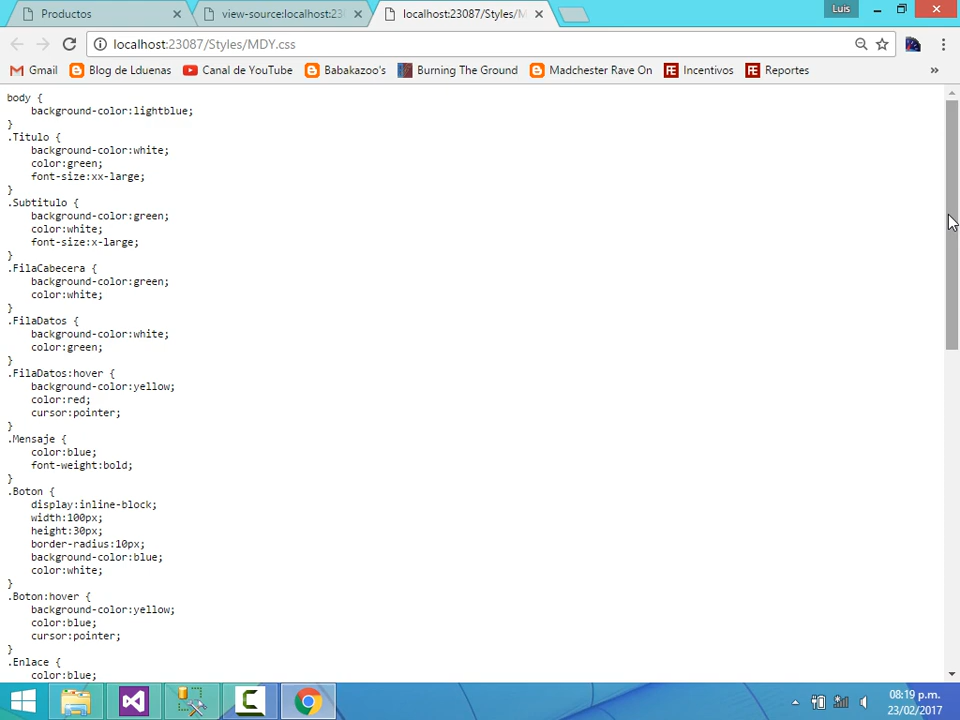 Productos
view-source:localhost:23
localhost:23087/Styles/M
Luis
localhost:23087/Styles/MDY.css
Gmail
Blog de Lduenas
Canal de YouTube
Babakazoo's
Burning The Ground
Madchester Rave On
Incentivos
Reportes
»
body {
    background-color:lightblue;
}
.Titulo {
    background-color:white;
    color:green;
    font-size:xx-large;
}
.Subtitulo {
    background-color:green;
    color:white;
    font-size:x-large;
}
.FilaCabecera {
    background-color:green;
    color:white;
}
.FilaDatos {
    background-color:white;
    color:green;
}
.FilaDatos:hover {
    background-color:yellow;
    color:red;
    cursor:pointer;
}
.Mensaje {
    color:blue;
    font-weight:bold;
}
.Boton {
    display:inline-block;
    width:100px;
    height:30px;
    border-radius:10px;
    background-color:blue;
    color:white;
}
.Boton:hover {
    background-color:yellow;
    color:blue;
    cursor:pointer;
}
.Enlace {
    color:blue;
08:19 p.m.
23/02/2017